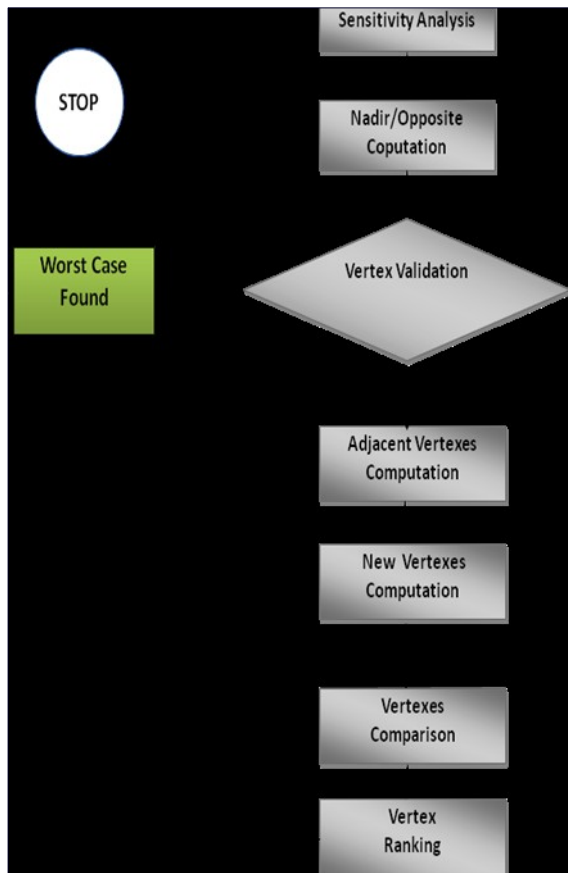 Sensitivity Analysis
STOP
Nadir/Opposite
Coputation
Worst Case
Found
Vertex Validation
Adjacent Vertexes
Computation
New Vertexes
Computation
Vertexes
Comparison
Vertex
Ranking